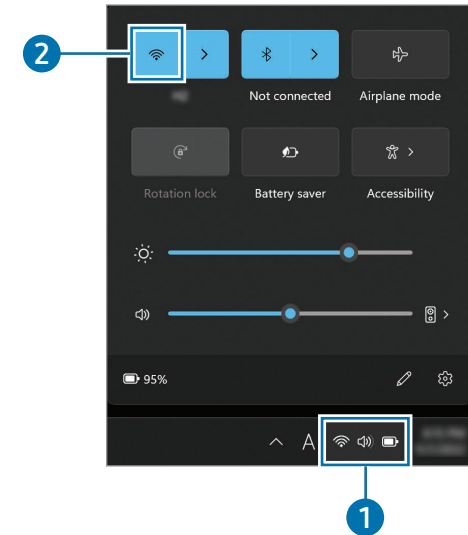 2
Not connected Airplane mode
Rotation lock Battery saver Accessibility
95%
A
1